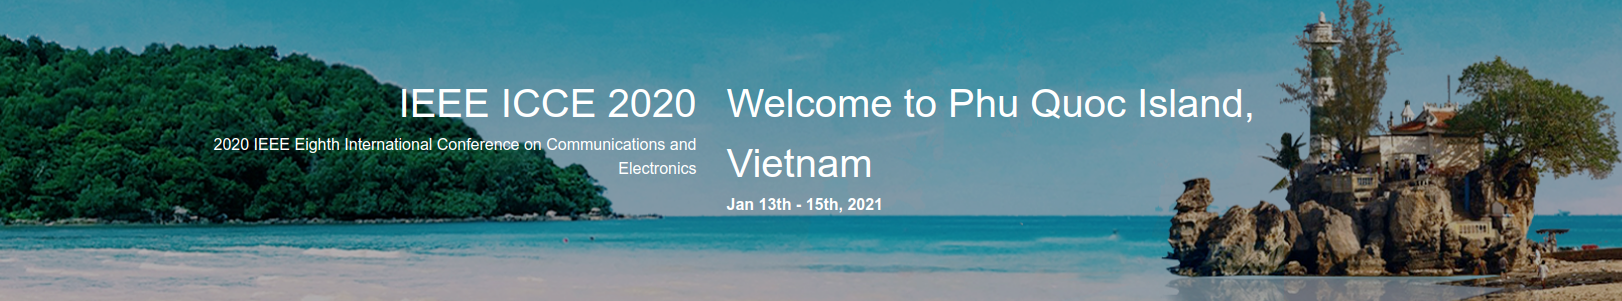 IEEE ICCE 2020
2020 IEEE Eighth International Conference on Communications and
Electronics
Welcome to Phu Quoc Island,
Vietnam
Jan 13th - 15th, 2021